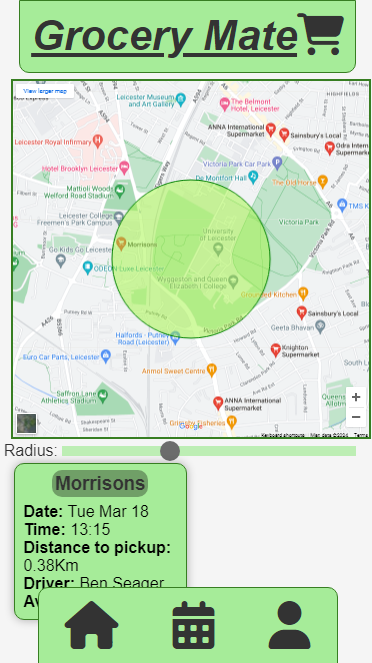 Grocery Mate
View larger map
Leicester Museum
and Art Gallery
The Belmont
Hotel, Leicester
HIGHFIELDS
ANNA International
Supermarket
Sainsbury's Local
Leicester Royal Infirmary
Odra Intern
Supermarket
Victoria Park Car Park
Hotel Brooklyn Leicester
De Montfort Hall
The Old Horse
Mattioli Woods
Welford Road Stadium
TMS K
Leicester College
Freemen's Park
Victoria Park
University
of Leicester
Morrisons
Go Kids Go Leicester
ODEON Luxe Leicester
Wyggeston and Queen
Elizabeth I College
Grounded Kitchen
Sainsbury's Local
Geeta Bhavan
Halfords - Putney
Road (Leicester)
Victoria Park Rd
Knighton
Supermarket
Euro Car Parts, Leicester
Anmol Sweet Centre
Saffron Lane
Athletics Stadium
ANNA International
Supermarket
Grimsby Fisheries
Google
Keyboard shortcuts Map data ©2024 Terms
Radius:
Morrisons
Date: Tue Mar 18
Time: 13:15
Distance to pickup:
0.38Km
Driver: Ben Seager